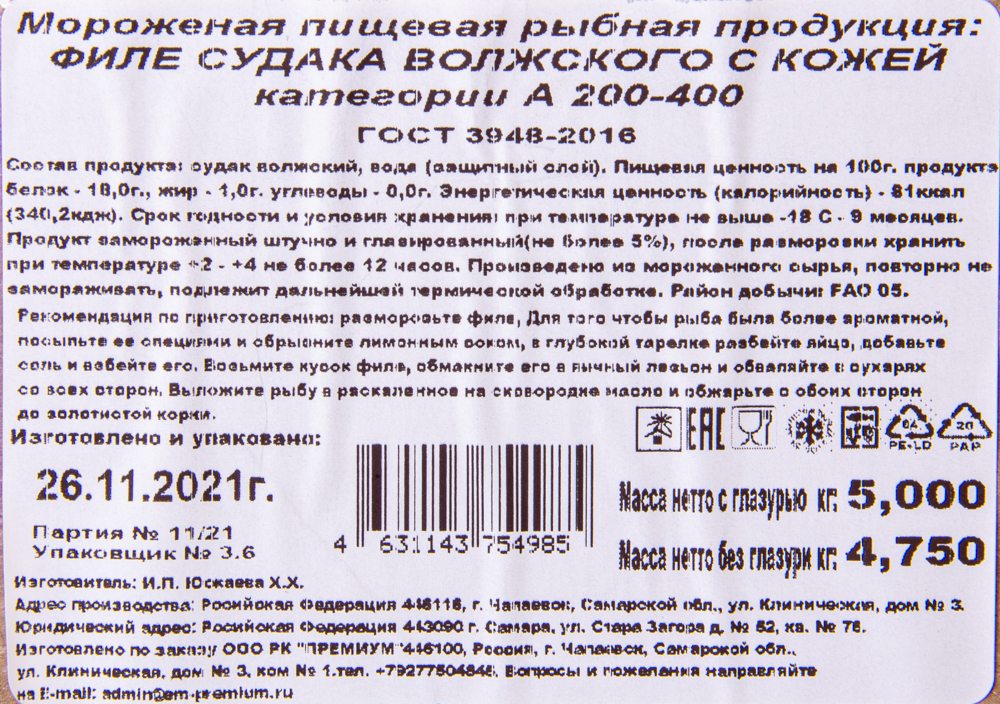 Мороженая пищевая рыбная продукция:
ФИЛЕ СУДАКА ВОЛЖСКОГО С КОЖЕЙ
категории А 200-400
ГОСТ 3948-2016
Состав продукта: судак волжский, вода (защитный слой). Пищевая ценность на 100г. продукта
белок - 18,0г., жир - 1,0г. углеводы - 0,0г. Энергетическая ценность (калорийность) - 81ккал
(340,2кдж). Срок годности и условия хранения: при температуре не выше -18 С - 9 месяцев.
Продукт замороженный штучно и глазированный(не более 5%), после разморозки хранить
при температуре +2 - +4 не более 12 часов. Произведено из мороженного сырья, повторно не
замораживать, подлежит дальнейшей термической обработке. Район добычи: FAO 05.
Рекомендация по приготовлению: разморозьте филе, Для того чтобы рыба была более ароматной,
посыпьте ее специями и сбрызните лимонным соком, в глубокой тарелке разбейте яйцо, добавьте
соль и взбейте его. Возьмите кусок филе, обмакните его в яичный льезон и обваляйте в сухарях
со всех сторон. Выложите рыбу в раскаленное на сковородке масло и обжарьте с обоих сторон
до золотистой корки.
Изготовлено и упаковано:
EAC
04
PE-LD
20
PAP
26.11.2021г.
Масса нетто с глазурью кг: 5,000
Партия № 11/21
Упаковщик № 3.6
4 631143 754985
Масса нетто без глазури кг: 4,750
Изготовитель: И.П. Юскаева Х.Х.
Адрес производства: Российская Федерация 446116, г. Чапаевск, Самарской обл., ул. Клиническая, дом № 3.
Юридический адрес: Российская Федерация 443090 г. Самара, ул. Стара Загора д. № 52, кв. № 76.
Изготовлено по заказу ООО РК "ПРЕМИУМ"446100, Россия, г. Чапаевск, Самарской обл.,
ул. Клиническая, дом № 3, ком № 1.тел. Вопросы и пожелания направляйте
на E-mail: admin@em-premium.ru